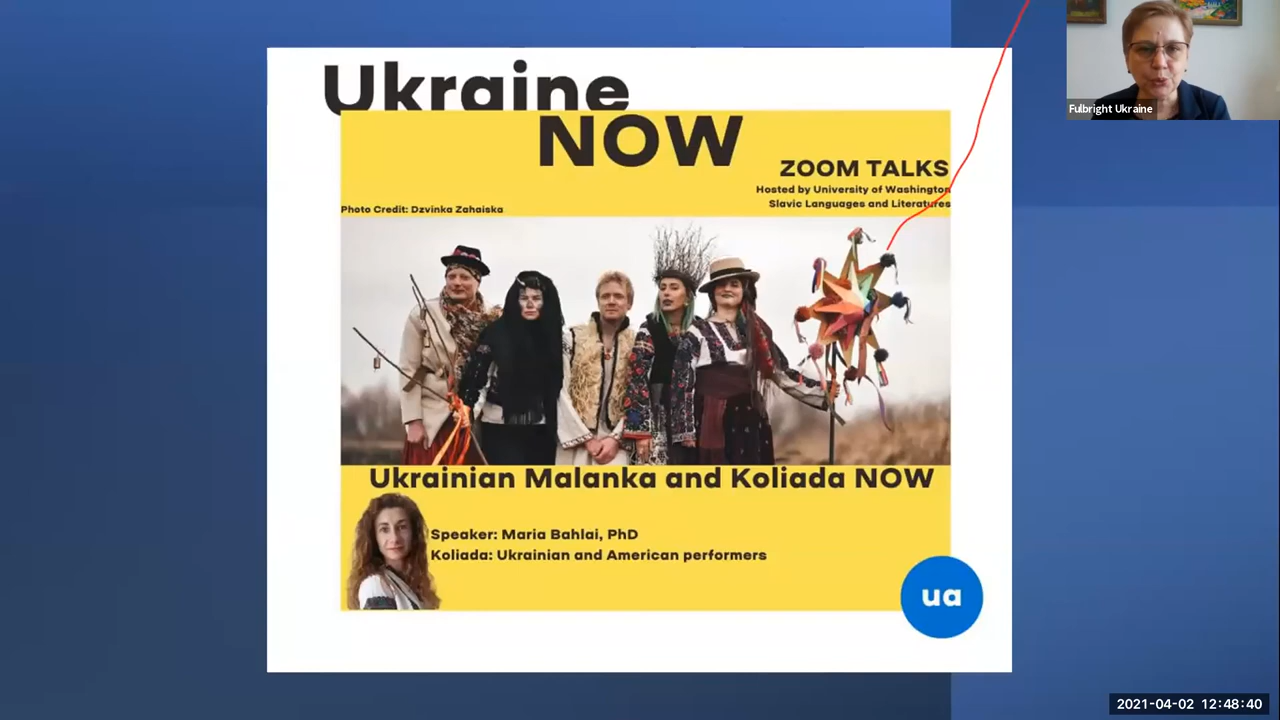 Ukraine
NOW
ZOOM TALKS
Hosted by University of Washington
Slavic Languages and Literatures
Photo Credit: Dzvinka Zahaiska
Ukrainian Malanka and Koliada NOW
Speaker: Maria Bahlai, PhD
Koliada: Ukrainian and American performers
ua
Fulbright Ukraine
2021-04-02 12:48:40